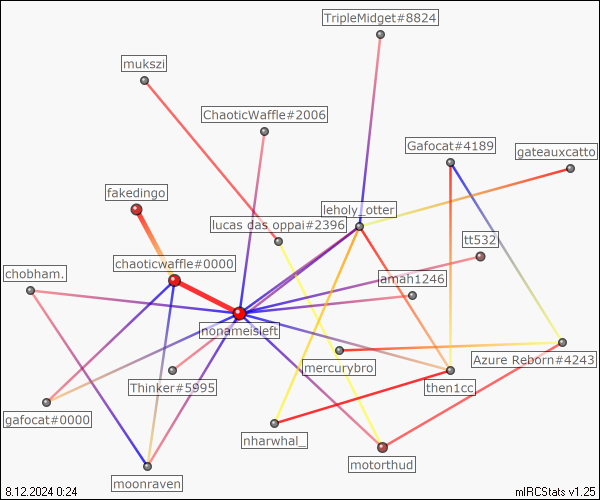 TripleMidget#8824
mukszi
ChaoticWaffle#2006
Gafocat#4189
gateauxcatto
fakedingo
leholy_otter
lucas das oppai#2396
tt532
chaoticwaffle#0000
chobham.
amah1246
nonameisleft
mercurybro
Azure Reborn#4243
Thinker#5995
then1cc
gafocat#0000
nharwhal_
motorthud
moonraven
8.12.2024 0:24
mIRCStats v1.25